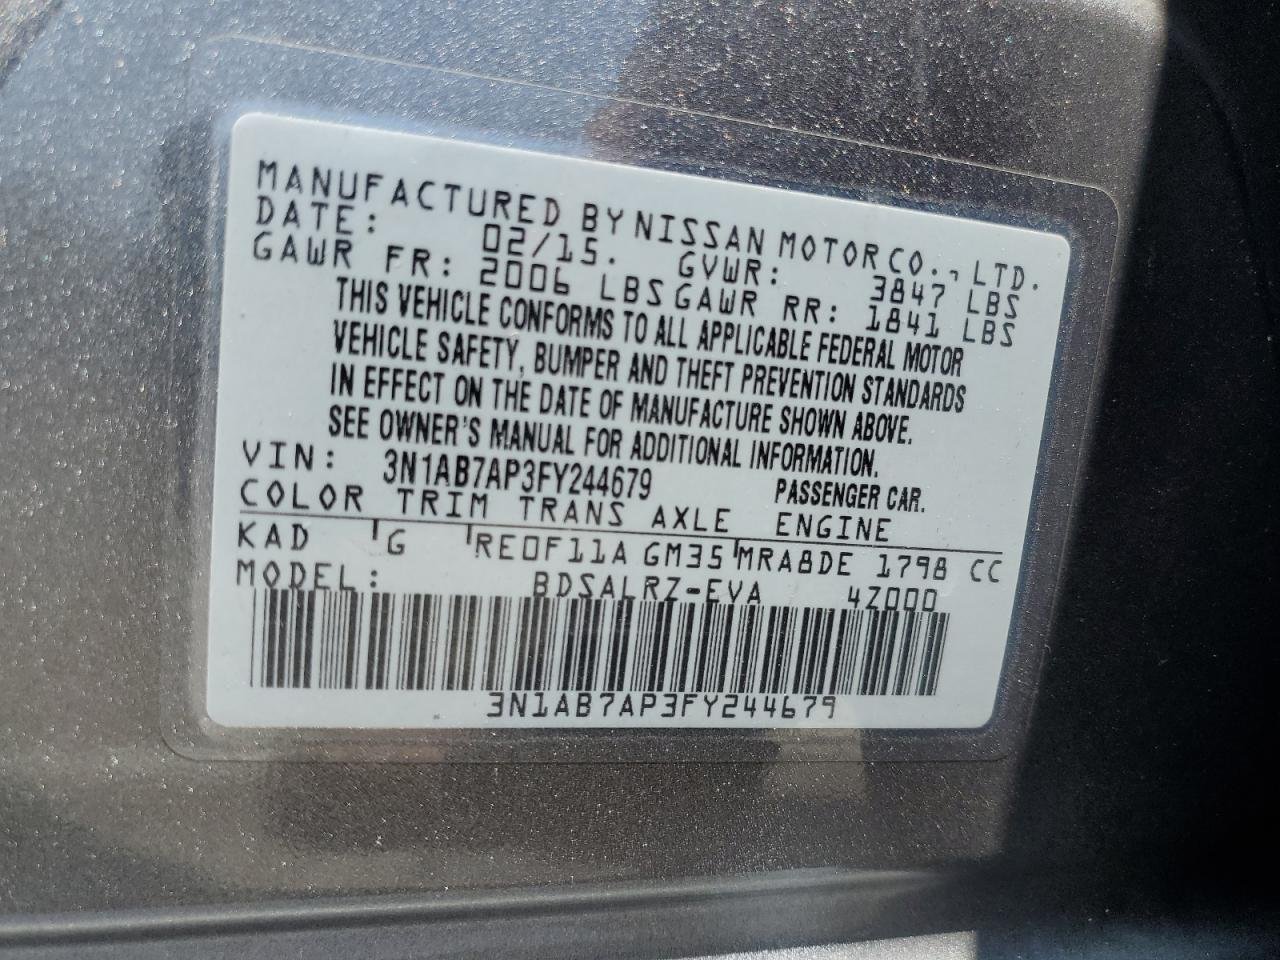 MANUFACTURED BY NISSAN MOTOR CO., LTD.
DATE: 02/15. GVWR: 3847 LBS
GAWR FR: 2006 LBS GAWR RR: 1841 LBS
THIS VEHICLE CONFORMS TO ALL APPLICABLE FEDERAL MOTOR
VEHICLE SAFETY, BUMPER AND THEFT PREVENTION STANDARDS
IN EFFECT ON THE DATE OF MANUFACTURE SHOWN ABOVE.
SEE OWNER'S MANUAL FOR ADDITIONAL INFORMATION.
VIN: 3N1AB7AP3FY244679 PASSENGER CAR.
COLOR TRIM TRANS AXLE ENGINE
KAD G RE0F11A GM35 MRA8DE 1798 CC
MODEL: BDSALRZ-EVA 4Z000
3N1AB7AP3FY244679